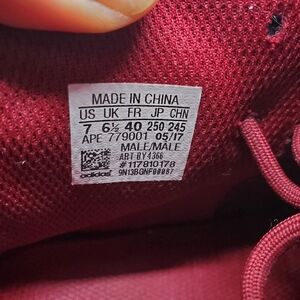 MADE IN CHINA
US UK FR JP CHN
7 6½ 40 250 245
APE 779001 05/17
MALE/MALE
ART BY4366
#117810178
adidas 9N13BGNF00087